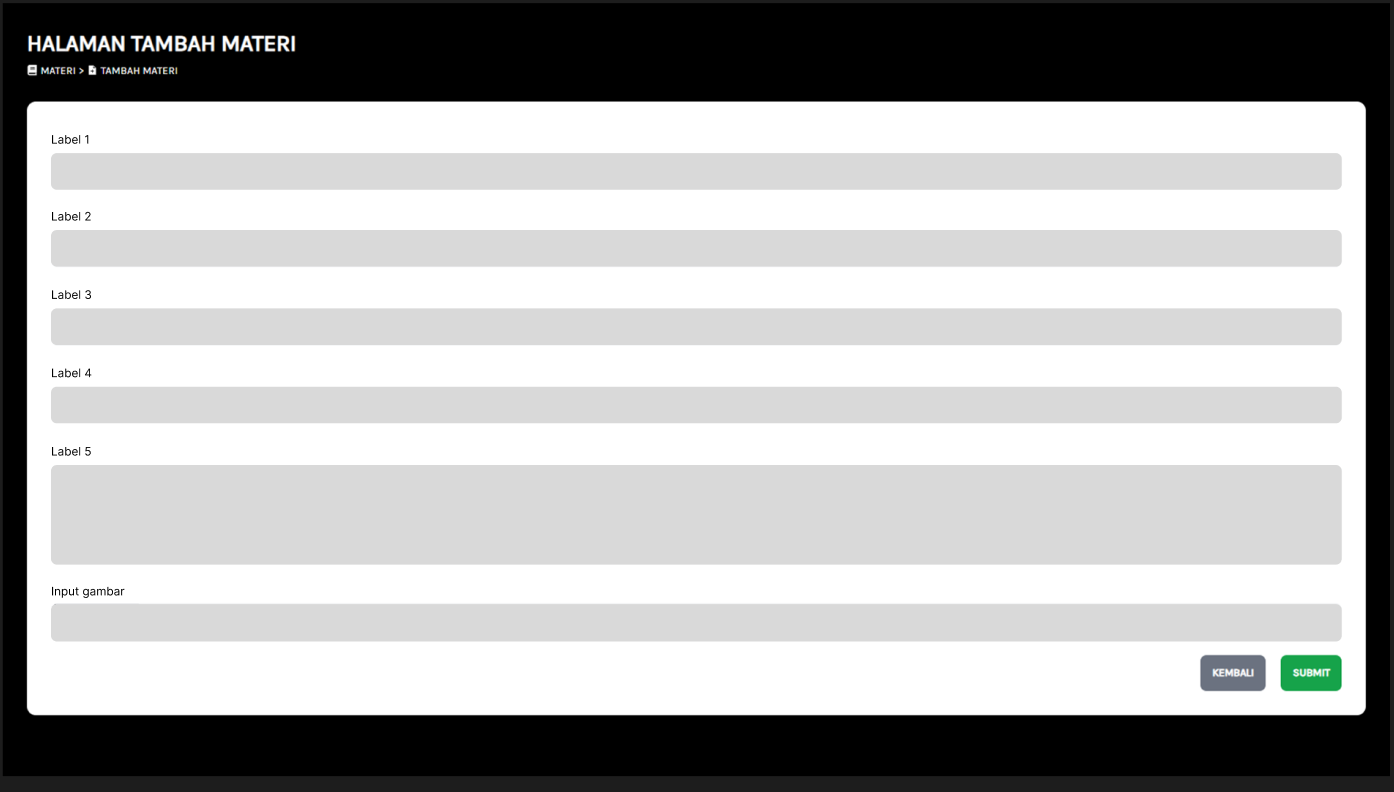 HALAMAN TAMBAH MATERI
MATERI > TAMBAH MATERI
Label 1
Label 2
Label 3
Label 4
Label 5
Input gambar
KEMBALI SUBMIT